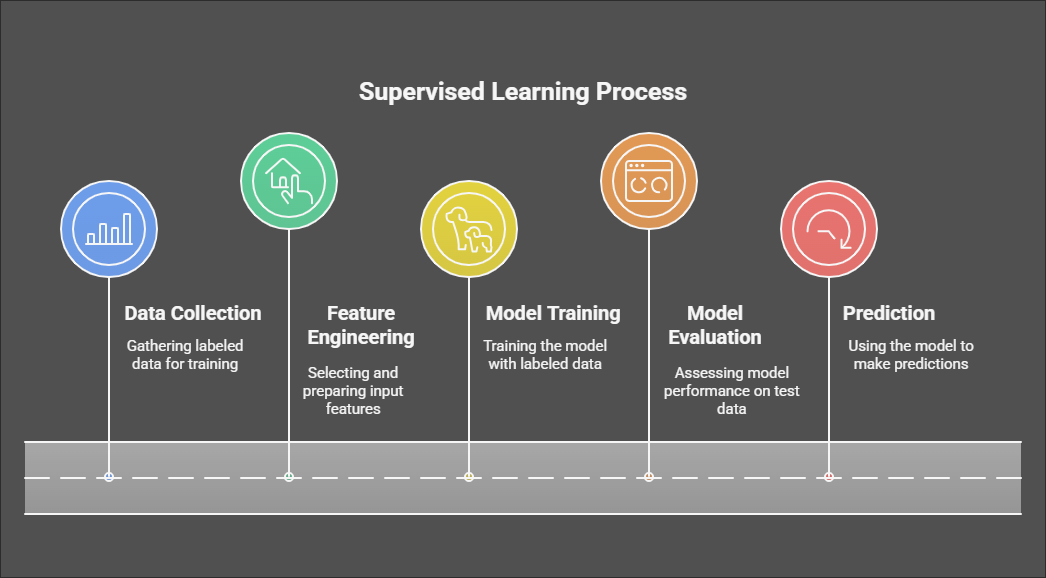 Supervised Learning Process
Data Collection
Gathering labeled
data for training
Feature
Engineering
Selecting and
preparing input
features
Model Training
Training the model
with labeled data
Model
Evaluation
Assessing model
performance on test
data
Prediction
Using the model to
make predictions